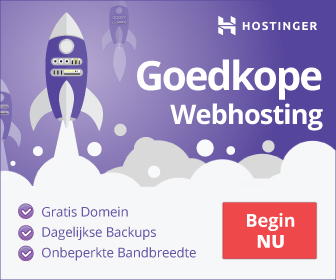 HOSTINGER
Goedkope
Webhosting
Gratis Domein
Dagelijkse Backups
Onbeperkte Bandbreedte
Begin
NU